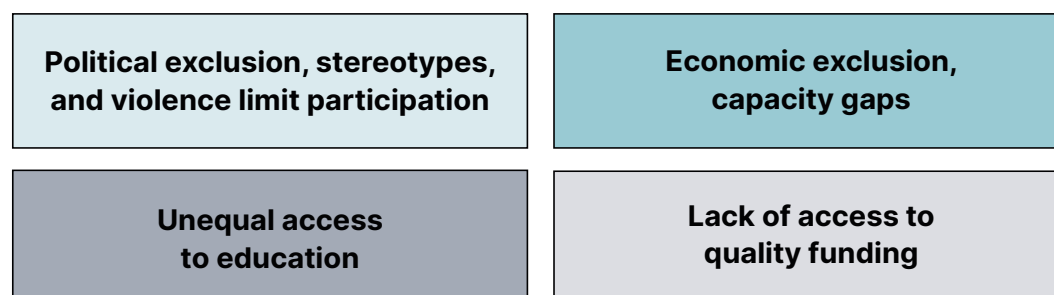 Political exclusion, stereotypes,
and violence limit participation
Economic exclusion,
capacity gaps
Unequal access
to education
Lack of access to
quality funding